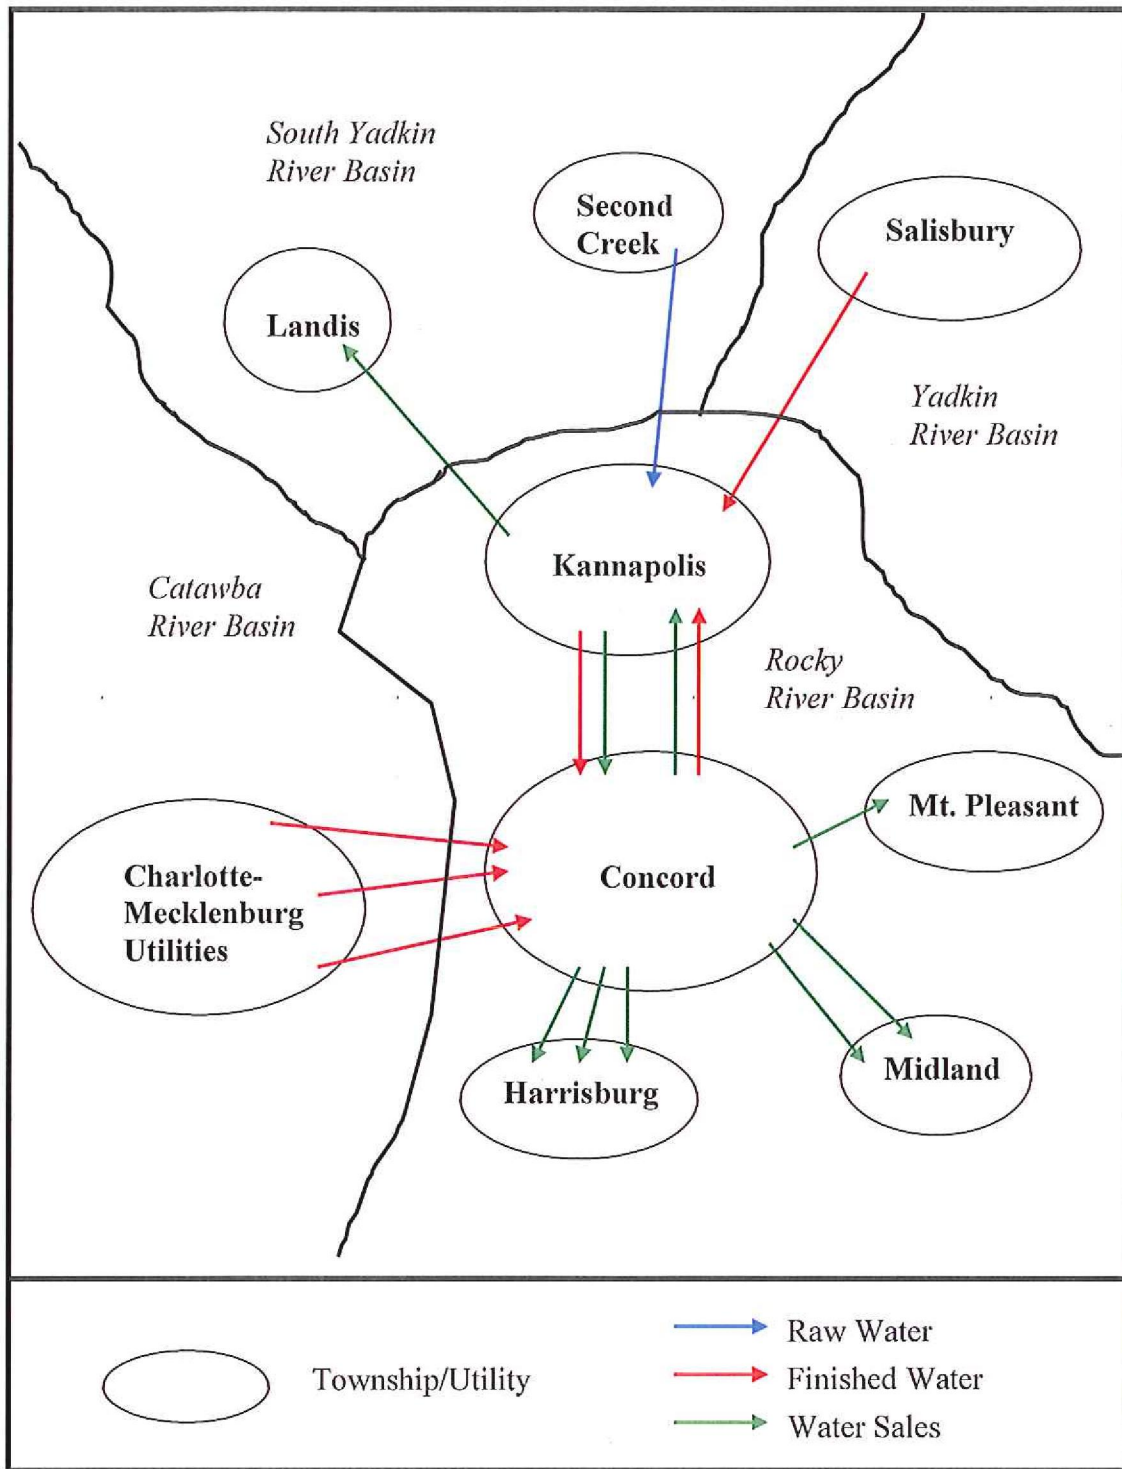 South Yadkin
River Basin
Second
Creek
Salisbury
Landis
Yadkin
River Basin
Kannapolis
Catawba
River Basin
Rocky
River Basin
Mt. Pleasant
Charlotte-
Mecklenburg
Utilities
Concord
Midland
Harrisburg
Township/Utility
Raw Water
Finished Water
Water Sales